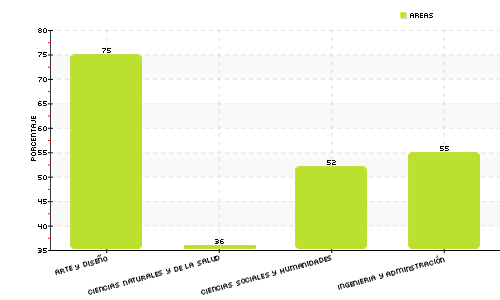 AREAS
80
75
70
65
60
55
50
45
40
35
PORCENTAJE
75
36
52
55
ARTE Y DISEÑO
CIENCIAS NATURALES Y DE LA SALUD
CIENCIAS SOCIALES Y HUMANIDADES
INGENIERIA Y ADMINSTRACIÓN